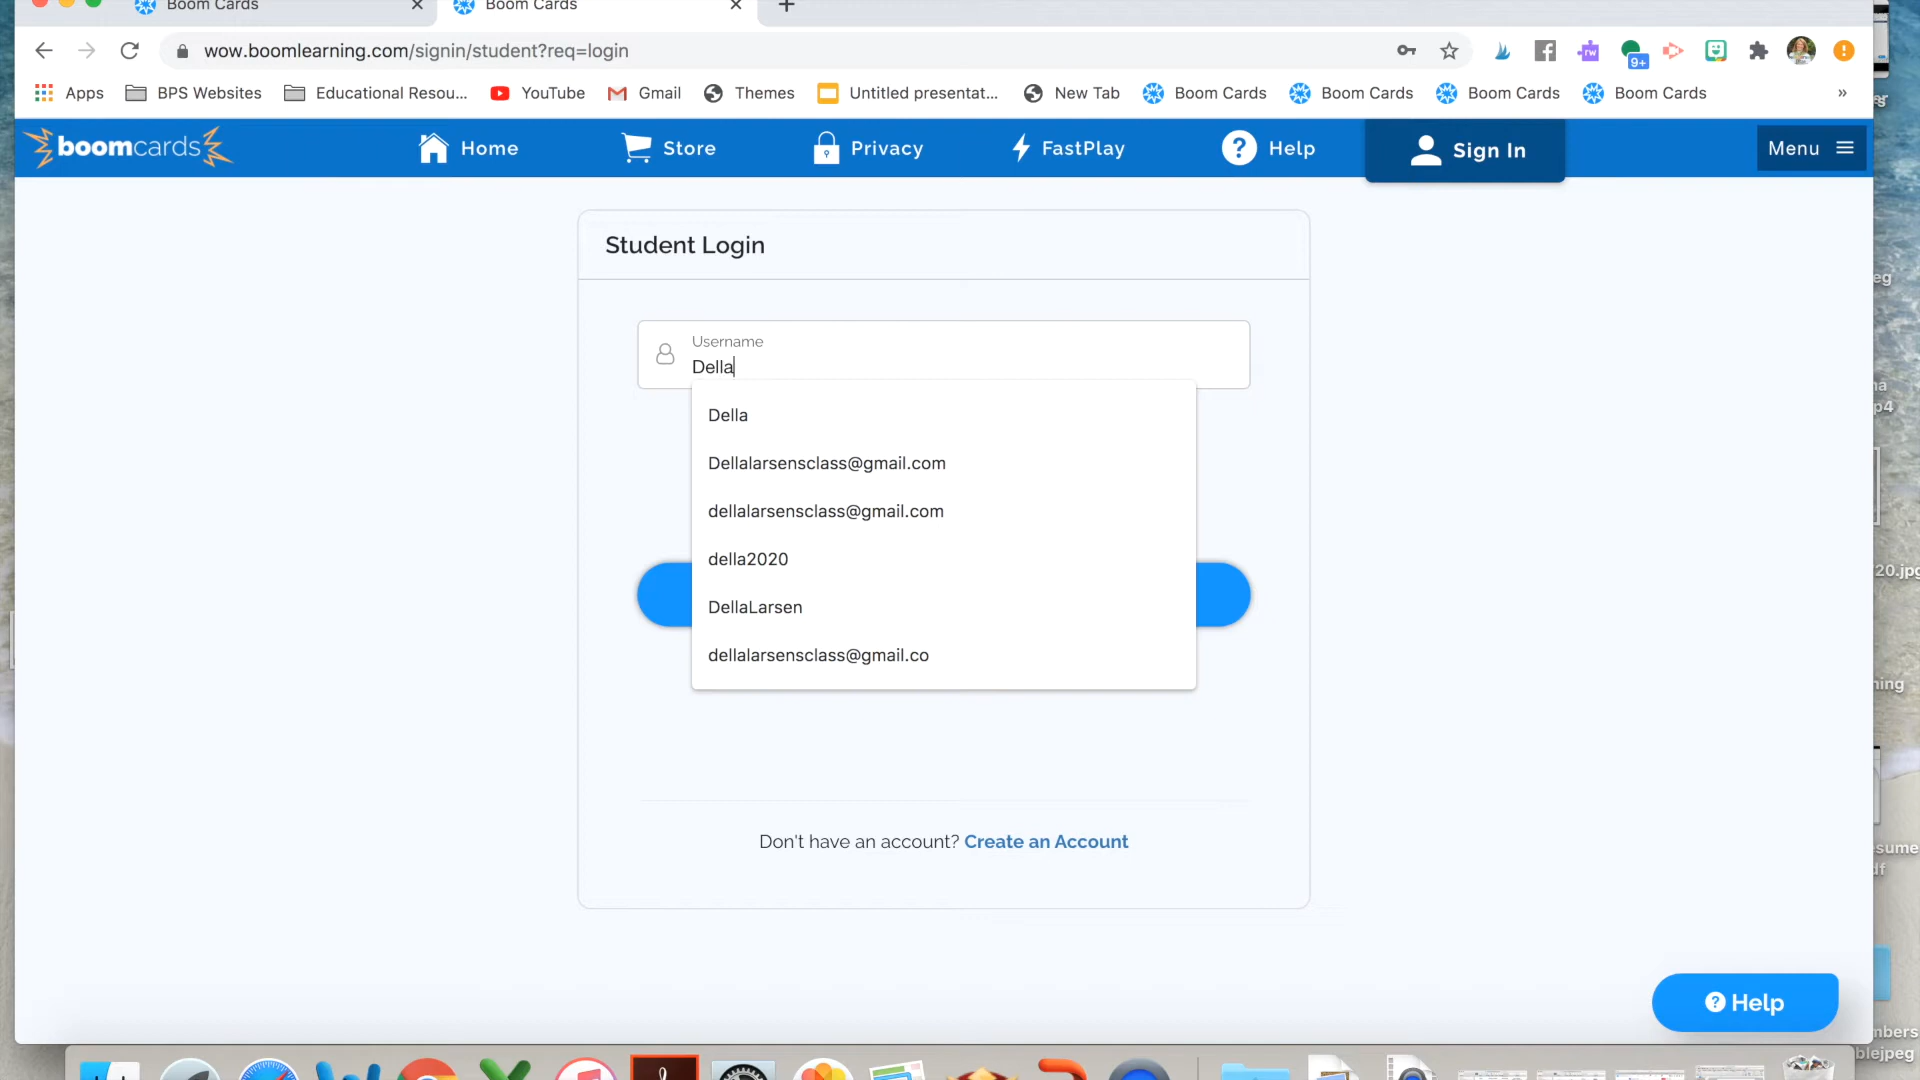 Boom Cards
Boom Cards
wow.boomlearning.com/signin/student?req=login
9+
Apps
BPS Websites
Educational Resou...
YouTube
Gmail
Themes
Untitled presentat...
New Tab
Boom Cards
Boom Cards
Boom Cards
Boom Cards
»
boomcards
Home
Store
Privacy
FastPlay
Help
Sign In
Menu
Student Login
Username
Della
Della
Dellalarsensclass@gmail.com
dellalarsensclass@gmail.com
della2020
DellaLarsen
dellalarsensclass@gmail.co
Don't have an account? Create an Account
Help